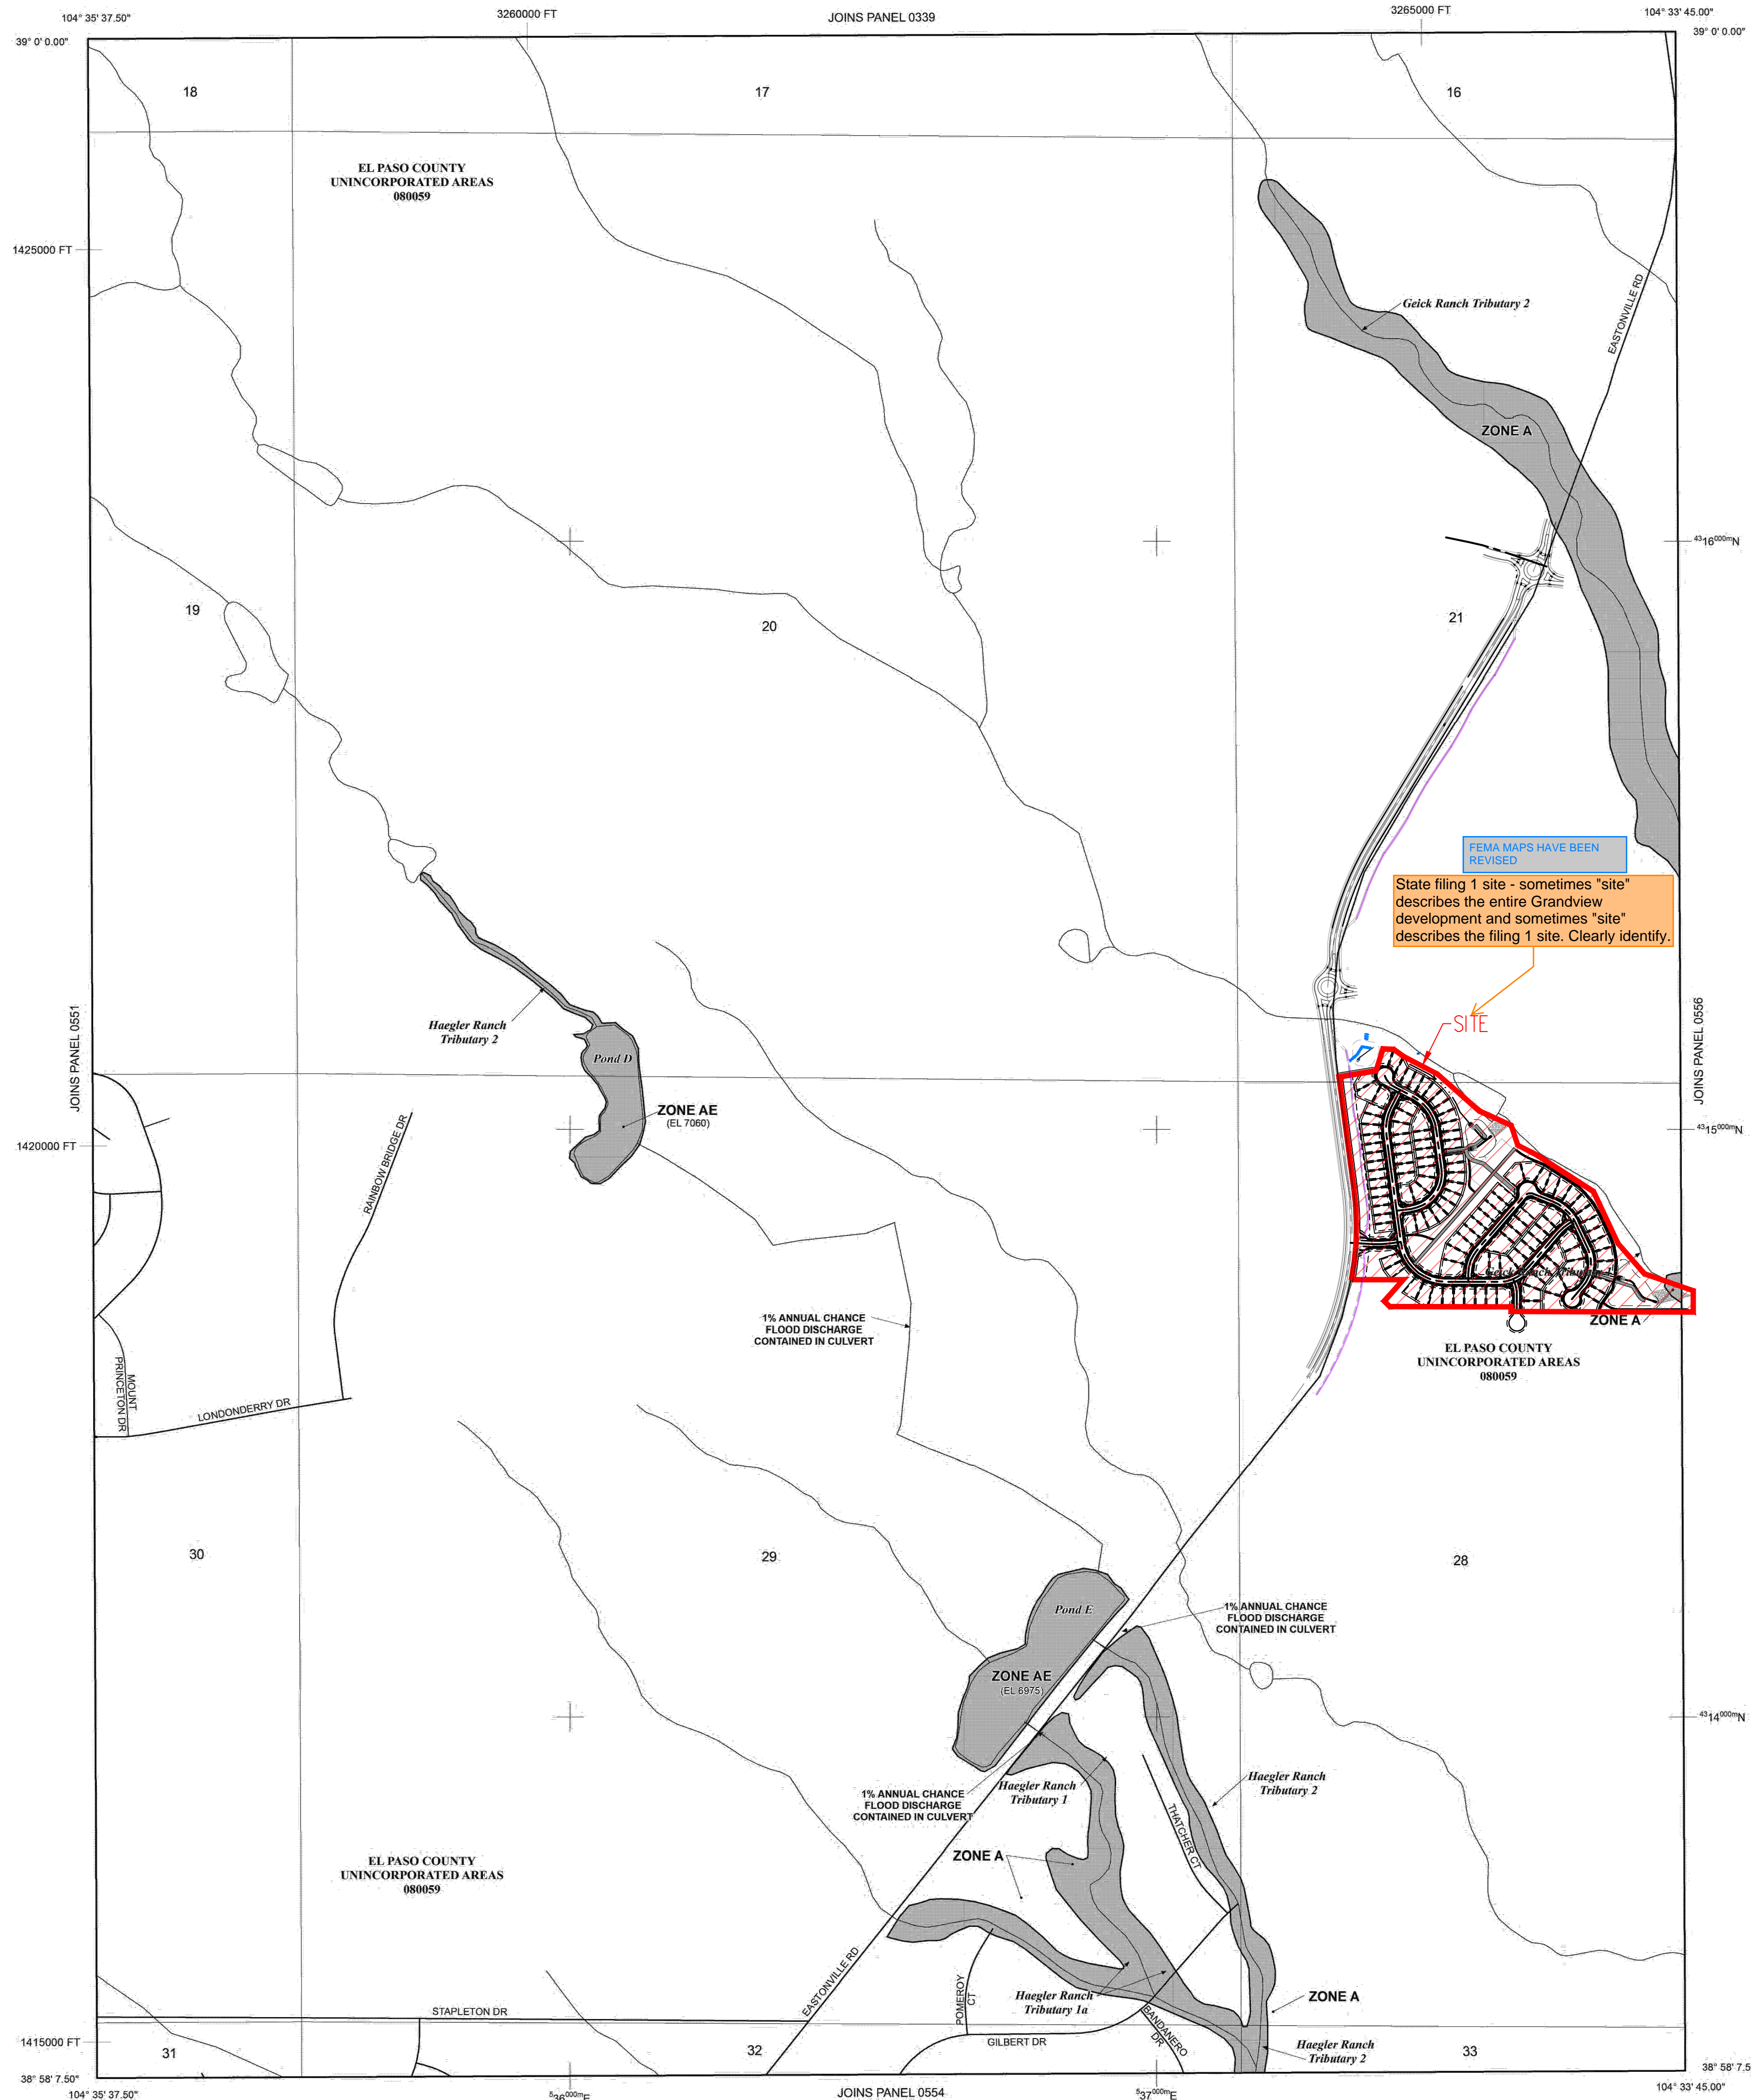 104° 35' 37.50"
3260000 FT
JOINS PANEL 0339
3265000 FT
104° 33' 45.00"
39° 0' 0.00"
39° 0' 0.00"
18
17
16
EL PASO COUNTY
UNINCORPORATED AREAS
080059
1425000 FT
EASTONVILLE RD
Geick Ranch Tributary 2
ZONE A
4316000mN
19
20
21
FEMA MAPS HAVE BEEN
REVISED
State filing 1 site - sometimes "site"
describes the entire Grandview
development and sometimes "site"
describes the filing 1 site. Clearly identify.
JOINS PANEL 0551
JOINS PANEL 0556
Haegler Ranch
Tributary 2
SITE
Pond D
ZONE AE
(EL 7060)
4315000mN
1420000 FT
RAINBOW BRIDGE DR
1% ANNUAL CHANCE
FLOOD DISCHARGE
CONTAINED IN CULVERT
ZONE A
EL PASO COUNTY
UNINCORPORATED AREAS
080059
MOUNT
PRINCETON DR
LONDONDERRY DR
30
29
28
Pond E
1% ANNUAL CHANCE
FLOOD DISCHARGE
CONTAINED IN CULVERT
ZONE AE
(EL 6975)
4314000mN
Haegler Ranch
Tributary 1
Haegler Ranch
Tributary 2
1% ANNUAL CHANCE
FLOOD DISCHARGE
CONTAINED IN CULVERT
THATCHER CT
ZONE A
EL PASO COUNTY
UNINCORPORATED AREAS
080059
EASTONVILLE RD
POMEROY
CT
Haegler Ranch
Tributary 1a
ZONE A
STAPLETON DR
BANDANERO
DR
GILBERT DR
Haegler Ranch
Tributary 2
1415000 FT
31
32
33
38° 58' 7.50"
38° 58' 7.5
104° 35' 37.50"
536000mE
JOINS PANEL 0554
537000mE
104° 33' 45.00"